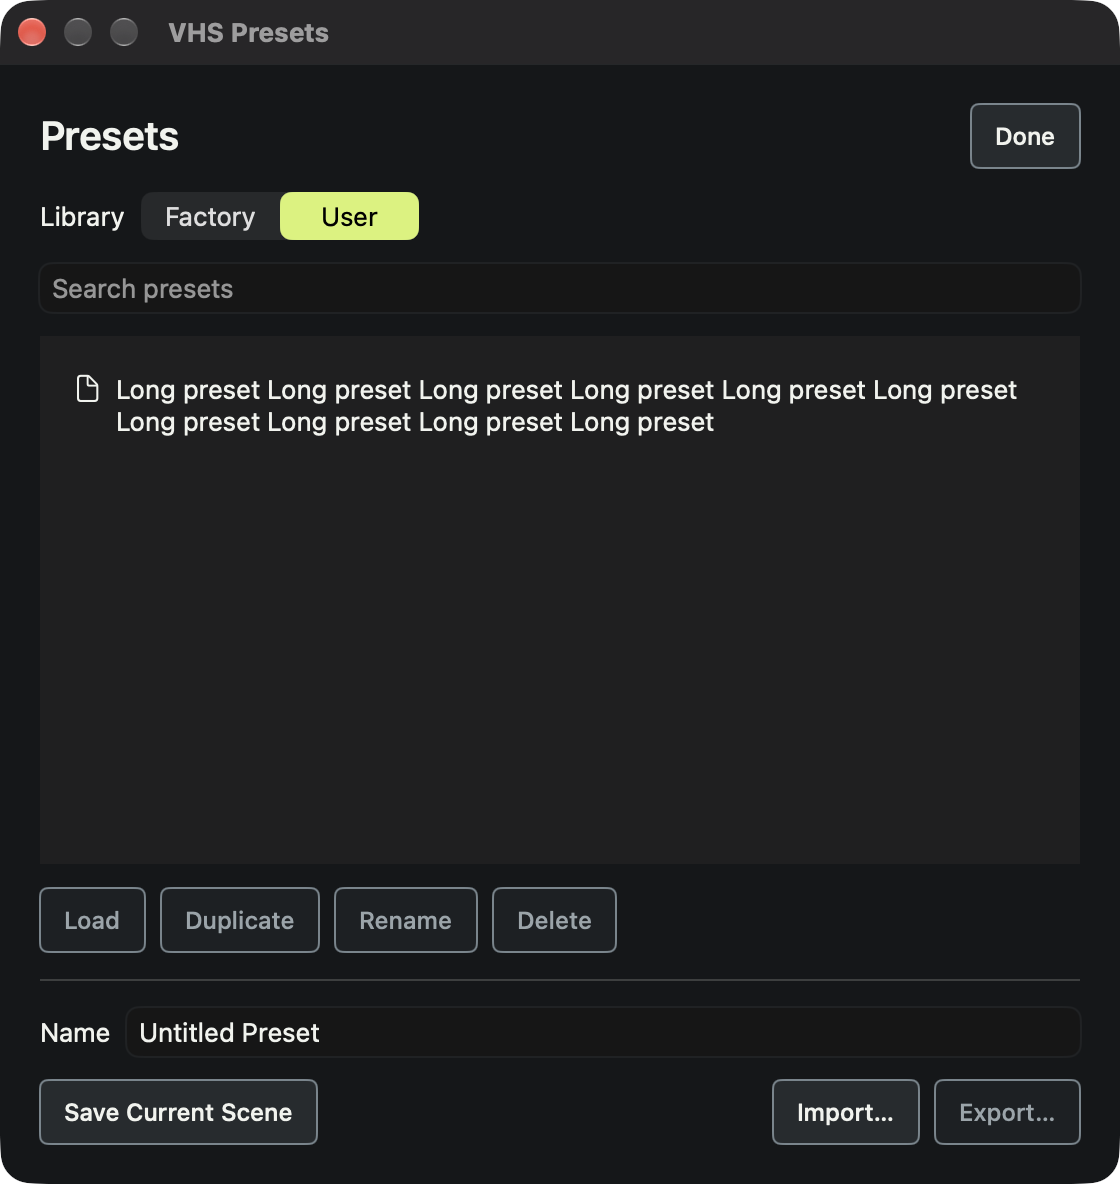 VHS Presets
Presets
Done
Library
Factory
User
Search presets
Long preset Long preset Long preset Long preset Long preset Long preset
Long preset Long preset Long preset Long preset
Load
Duplicate
Rename
Delete
Name
Untitled Preset
Save Current Scene
Import...
Export...